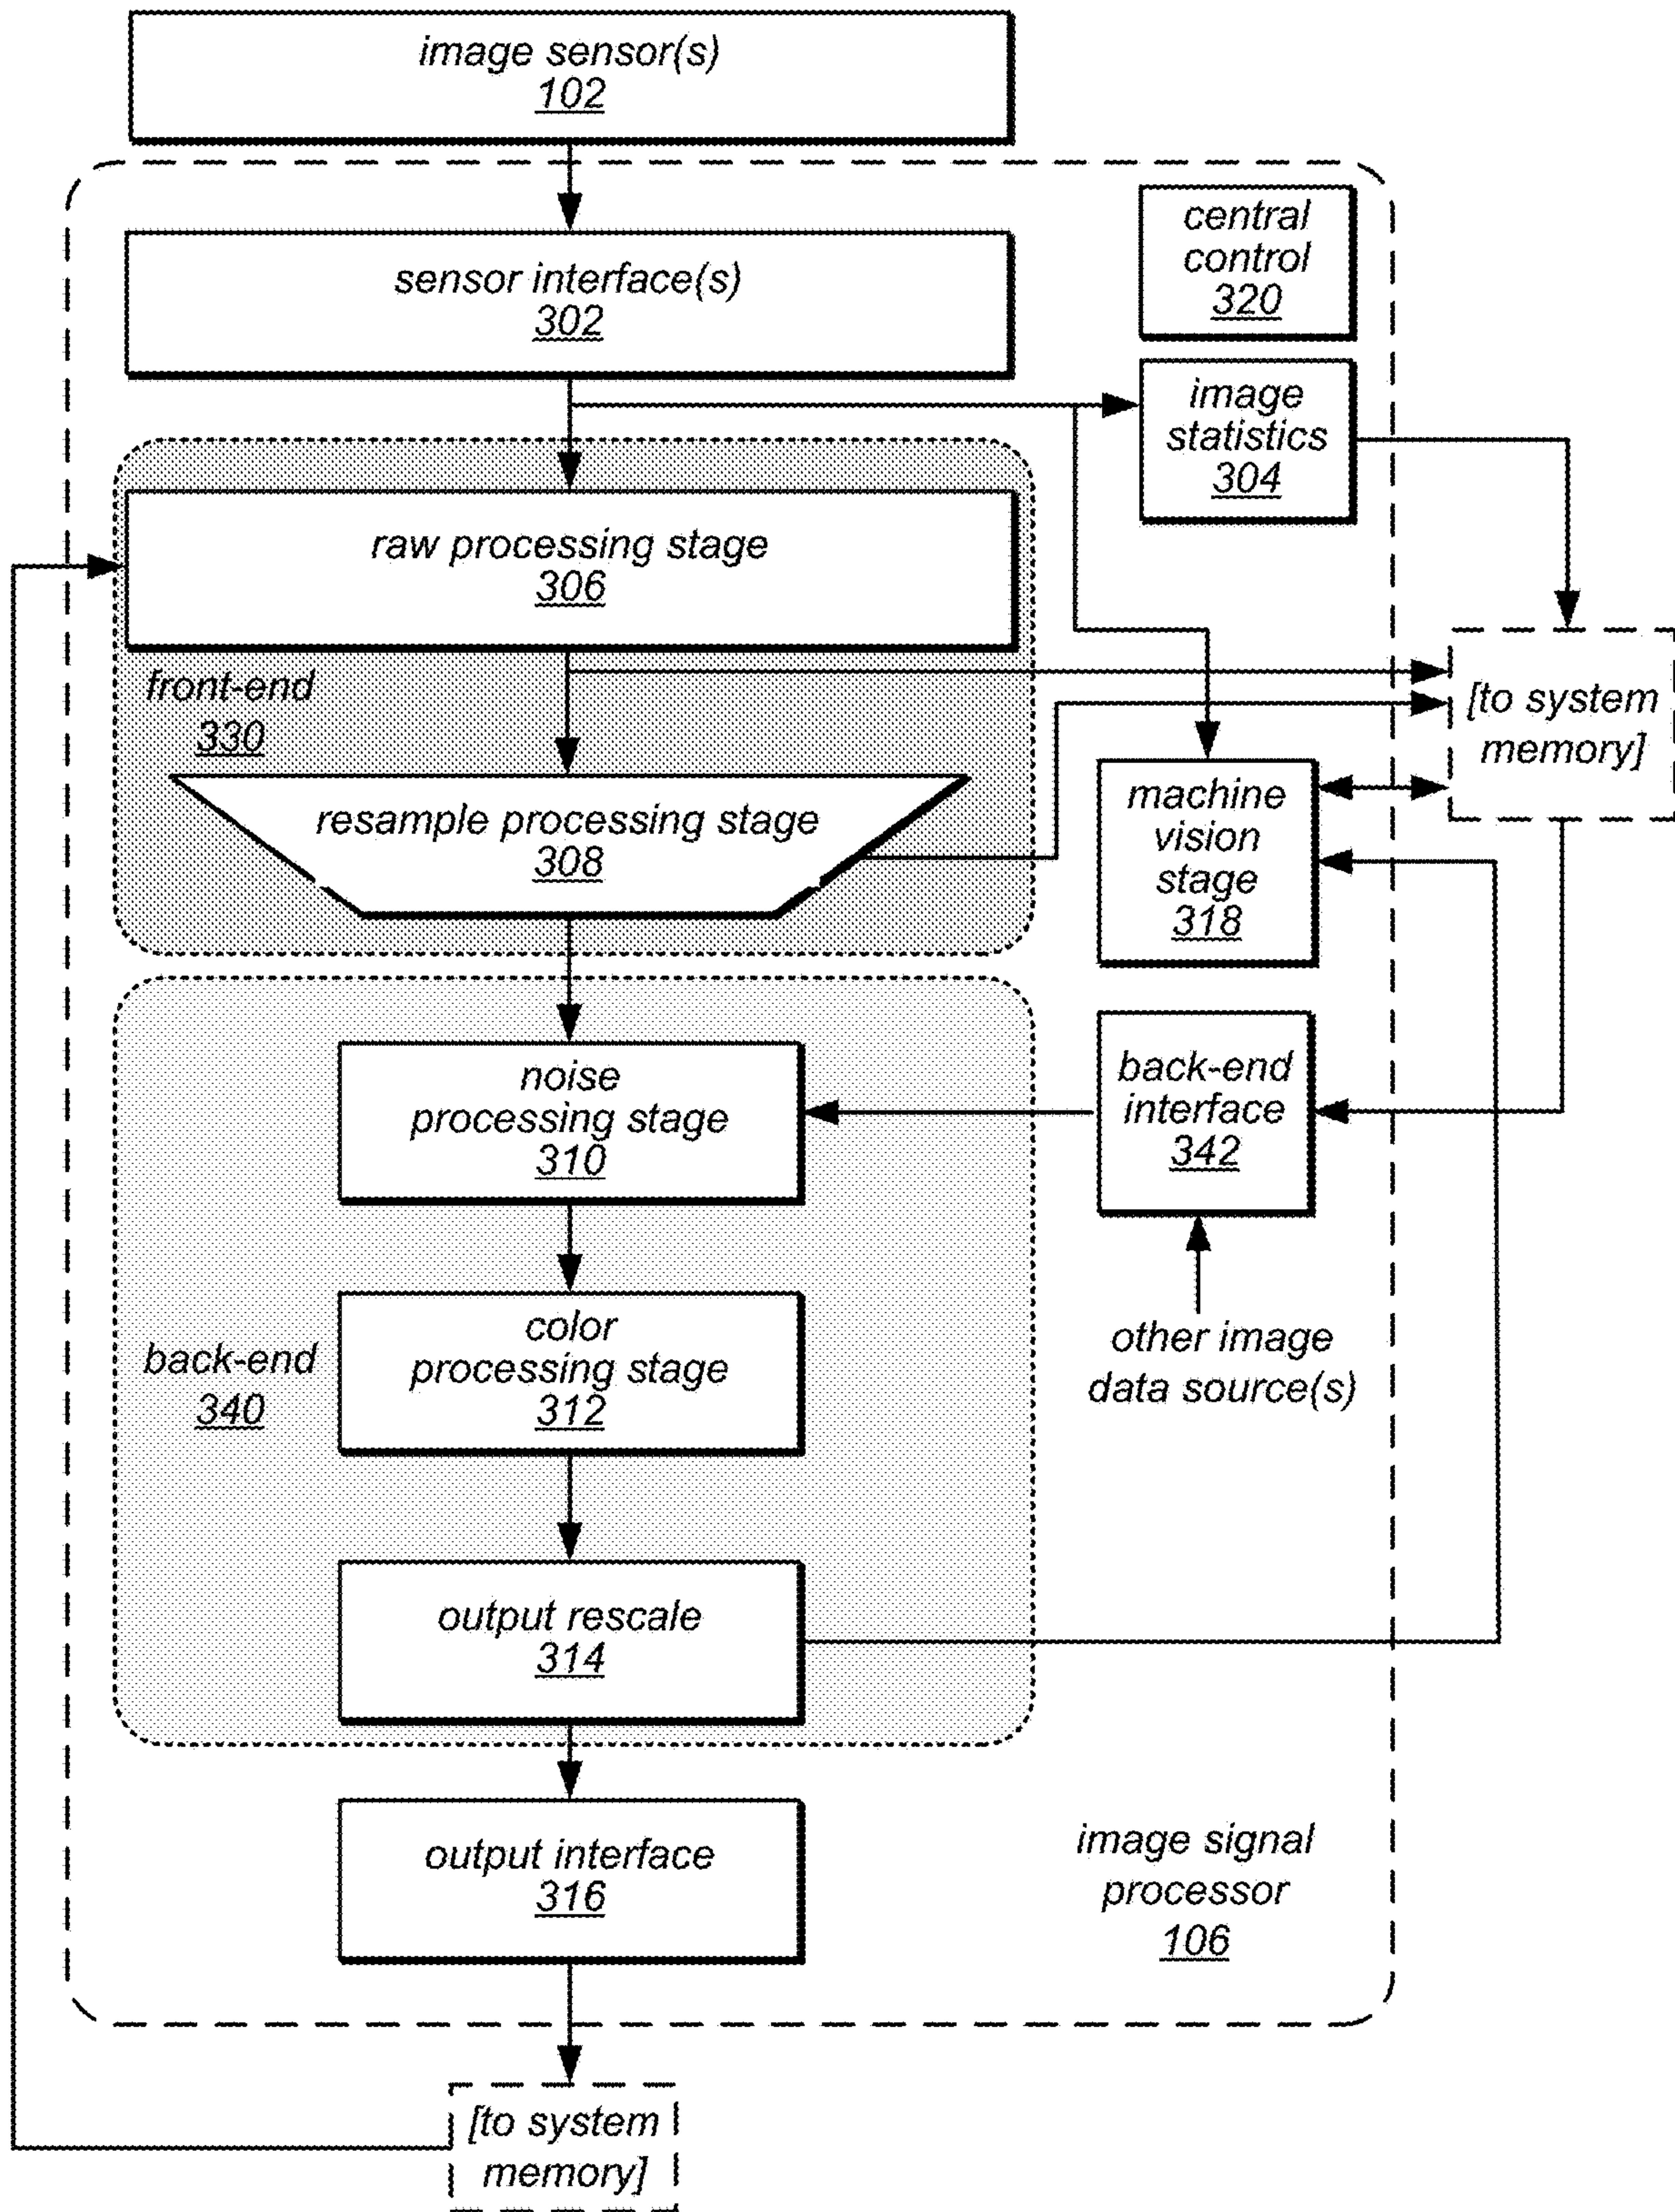 image sensor(s)
102
sensor interface(s)
302
central
control
320
image
statistics
304
raw processing stage
306
front-end
330
resample processing stage
308
[to system
memory]
machine
vision
stage
318
noise
processing stage
310
back-end
interface
342
other image
data source(s)
color
processing stage
312
back-end
340
output rescale
314
output interface
316
image signal
processor
106
[to system
memory]